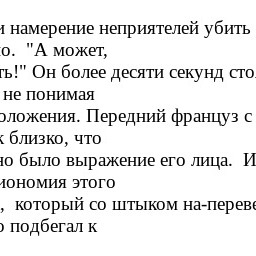 и намерение неприятелей убить
о.  "А может,
ть!" Он более десяти секунд сто
не понимая
оложения. Передний француз с
к близко, что
но было выражение его лица.  И
иономия этого
,  который со штыком на-переве
о подбегал к